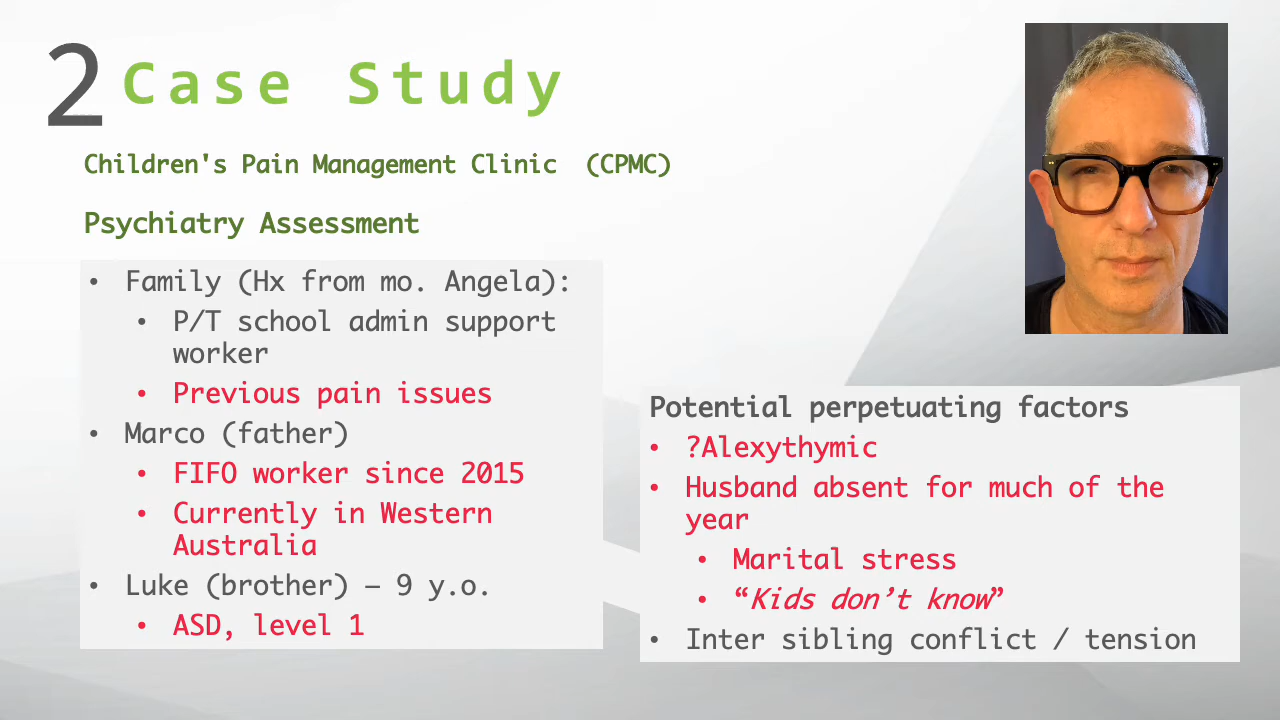 2 Case Study
Children's Pain Management Clinic (CPMC)
Psychiatry Assessment
• Family (Hx from mo. Angela):
• P/T school admin support
worker
• Previous pain issues
• Marco (father)
• FIFO worker since 2015
• Currently in Western
Australia
• Luke (brother) – 9 y.o.
• ASD, level 1
Potential perpetuating factors
• ?Alexythymic
• Husband absent for much of the
year
• Marital stress
• “Kids don’t know”
• Inter sibling conflict / tension